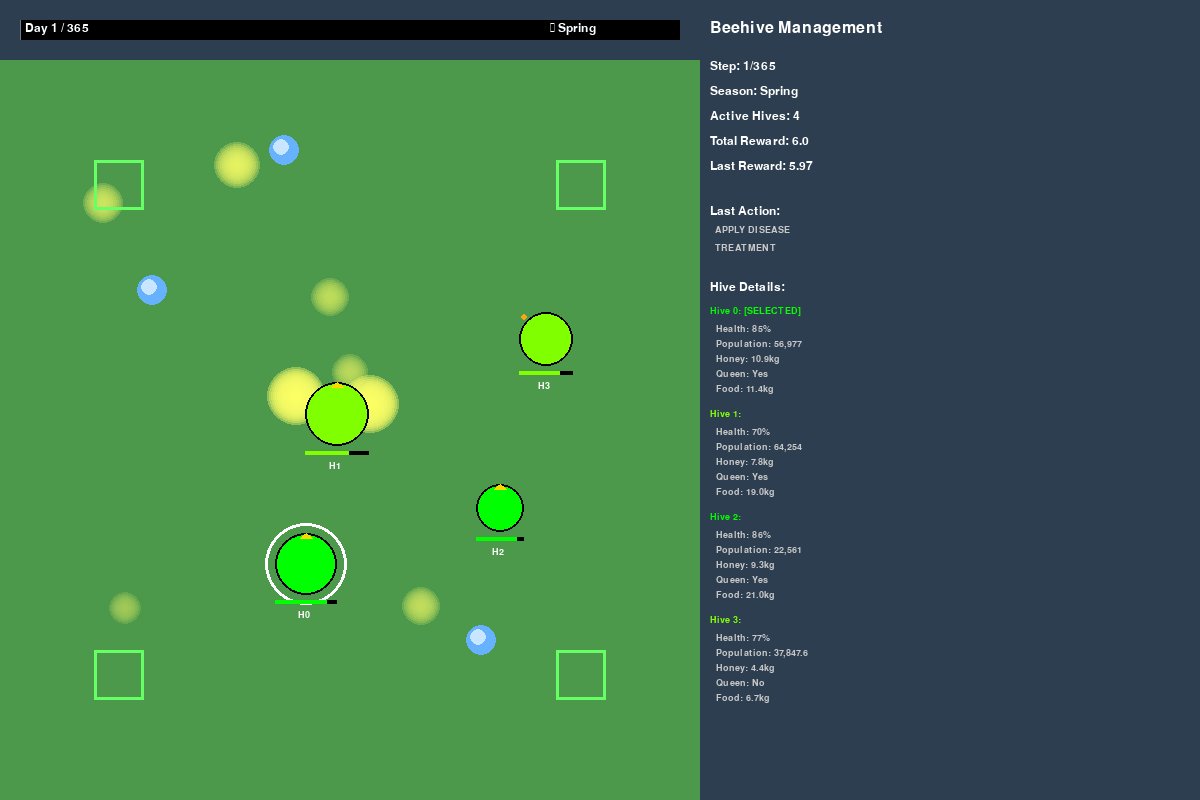 Day 1 / 365
Spring
H3
H1
H2
H0
Beehive Management
Step: 1/365
Season: Spring
Active Hives: 4
Total Reward: 6.0
Last Reward: 5.97
Last Action:
APPLY DISEASE
TREATMENT
Hive Details:
Hive 0: [SELECTED]
Health: 85%
Population: 56,977
Honey: 10.9kg
Queen: Yes
Food: 11.4kg
Hive 1:
Health: 70%
Population: 64,254
Honey: 7.8kg
Queen: Yes
Food: 19.0kg
Hive 2:
Health: 86%
Population: 22,561
Honey: 9.3kg
Queen: Yes
Food: 21.0kg
Hive 3:
Health: 77%
Population: 37,847.6
Honey: 4.4kg
Queen: No
Food: 6.7kg